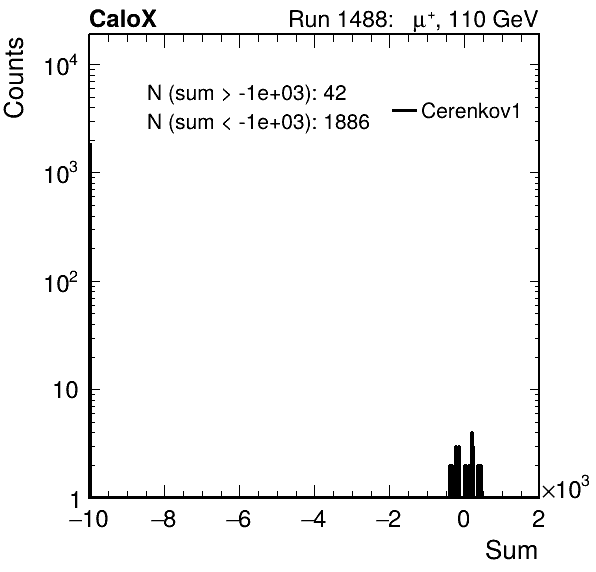 CaloX Run 1488: μ⁺, 110 GeV
Counts
N (sum > -1e+03): 42
N (sum < -1e+03): 1886
Cerenkov1
10⁴
10³
10²
10
1
−10 −8 −6 −4 −2 0 2
×10³
Sum